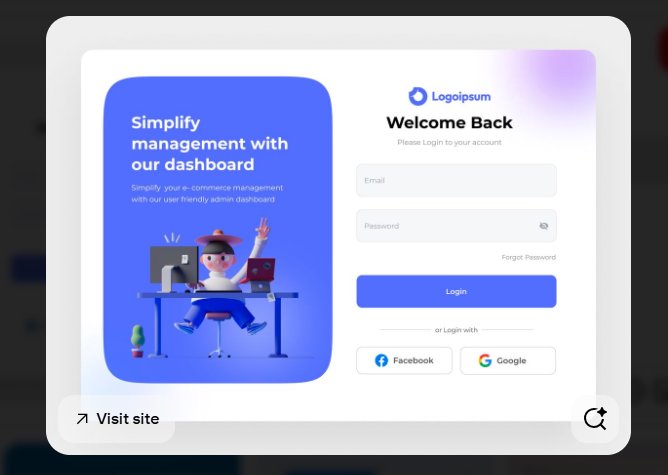 Simplify
management with
our dashboard
Simplify your e- commerce management
with our user friendly admin dashboard
Logoipsum
Welcome Back
Please Login to your account
Email
Password
Forgot Password
Login
or Login with
Facebook
Google
Visit site